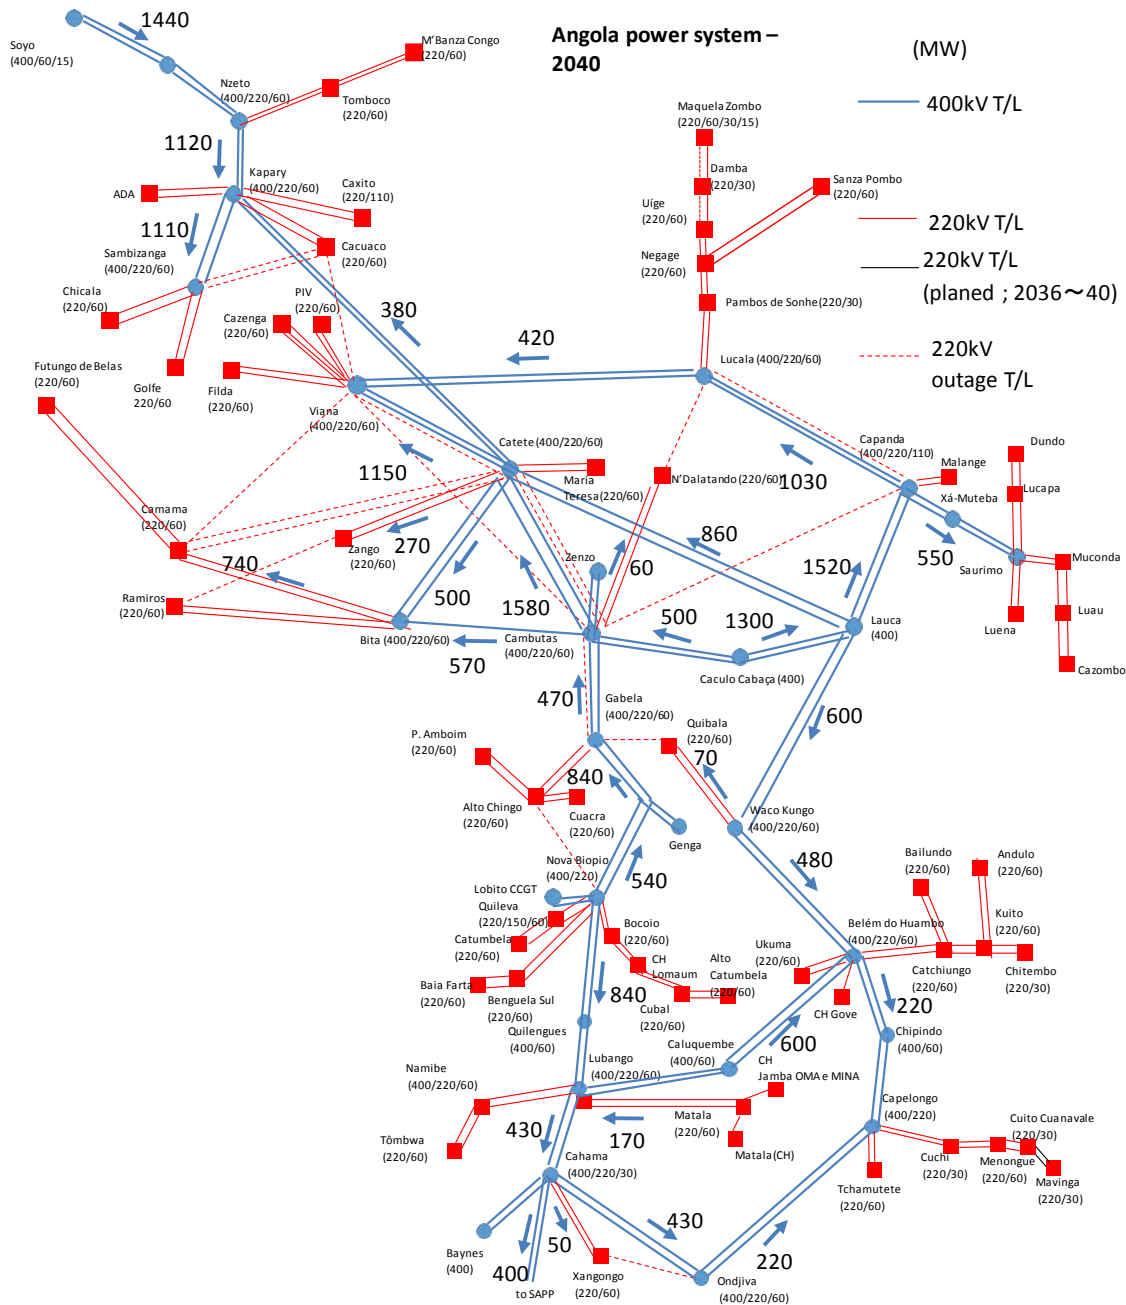 Angola power system –
2040
(MW)
400kV T/L
220kV T/L
220kV T/L
(planed ; 2036～40)
220kV
outage T/L
Soyo
(400/60/15)
1440
M'Banza Congo
(220/60)
Nzeto
(400/220/60)
Tomboco
(220/60)
1120
Kapary
(400/220/60)
ADA
Caxito
(220/110)
1110
Sambizanga
(400/220/60)
Cacuaco
(220/60)
Chicala
(220/60)
PIV
(220/60)
Cazenga
(220/60)
380
Futungo de Belas
(220/60)
Golfe
220/60
Filda
(220/60)
Viana
(400/220/60)
420
Maquela Zombo
(220/60/30/15)
Damba
(220/30)
Sanza Pombo
(220/60)
Uíge
(220/60)
Negage
(220/60)
Pambos de Sonhe (220/30)
Lucala (400/220/60)
Catete (400/220/60)
1150
Maria
Teresa (220/60)
N'Dalatando (220/60)
1030
Capanda
(400/220/110)
Malange
Dundo
Xá-Muteba
Lucapa
550
Saurimo
Muconda
Luau
Luena
Cazombo
Camama
(220/60)
Zango
(220/60)
270
740
Ramiros
(220/60)
500
1580
Zenzo
60
860
1520
Bita (400/220/60)
Cambutas
(400/220/60)
570
500
1300
Lauca
(400)
Caculo Cabaça (400)
470
Gabela
(400/220/60)
600
P. Amboim
(220/60)
Quibala
(220/60)
70
840
Alto Chingo
(220/60)
Cuacra
(220/60)
Genga
Waco Kungo
(400/220/60)
Nova Biopio
(400/220)
540
480
Lobito CCGT
Quileva
(220/150/60)
Catumbela
(220/60)
Bocoio
(220/60)
CH
Lomaum
Alto
Catumbela
(220/60)
Cubal
(220/60)
Baia Farta
(220/60)
Benguela Sul
(220/60)
840
Bailundo
(220/60)
Andulo
(220/60)
Belém do Huambo
(400/220/60)
Kuito
(220/60)
Ukuma
(220/60)
Catchiungo
(220/60)
Chitembo
(220/30)
CH Gove
220
Quilengues
(400/60)
Chipindo
(400/60)
Lubango
(400/220/60)
Caluquembe
(400/60)
600
CH
Jamba OMA e MINA
Namibe
(400/220/60)
Matala
(220/60)
170
Matala (CH)
Tômbwa
(220/60)
430
Capelongo
(400/220)
Cuito Cuanavale
(220/30)
Cuchi
(220/30)
Menongue
(220/60)
Mavinga
(220/30)
Tchamutete
(220/60)
Cahama
(400/220/30)
430
Baynes
(400)
50
400
to SAPP
Xangongo
(220/60)
220
Ondjiva
(400/220/60)